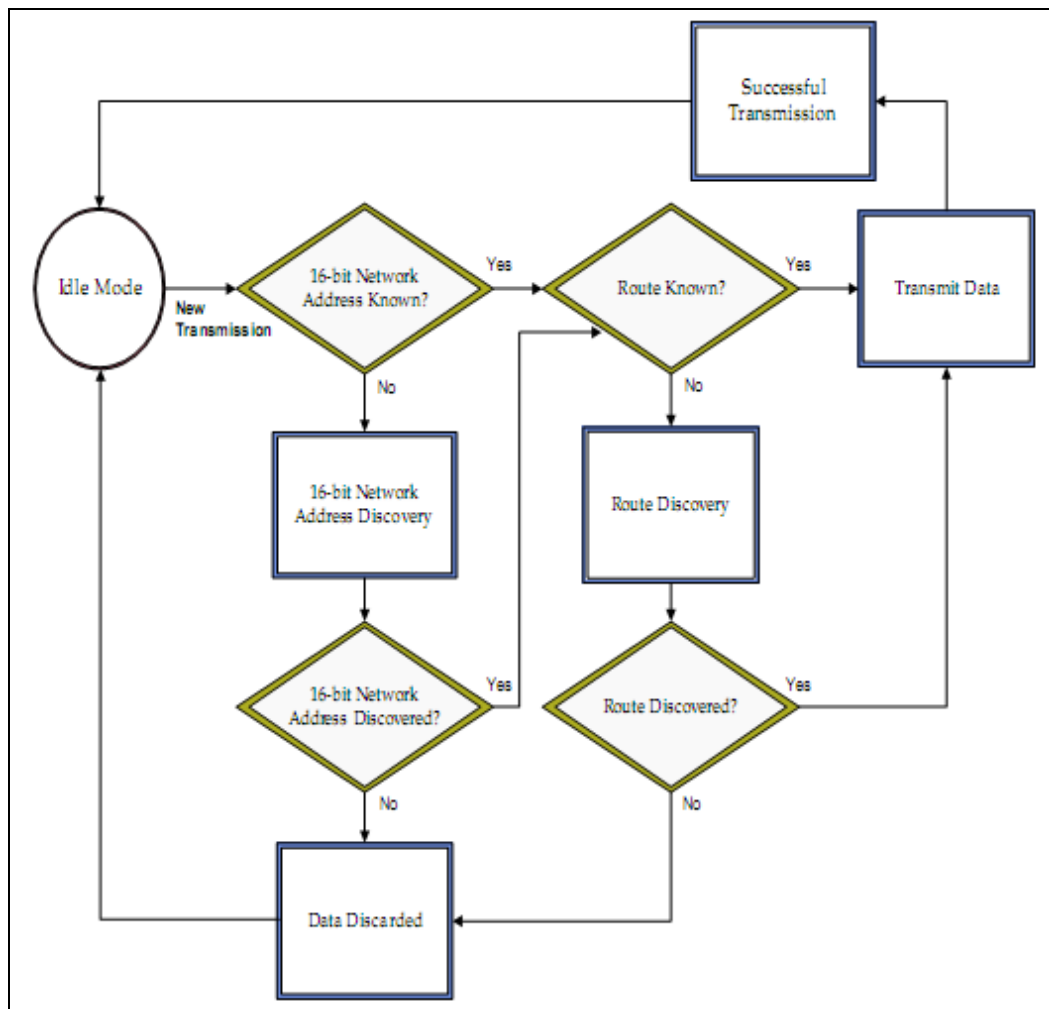 Successful
Transmission
Idle Mode
New
Transmission
16-bit Network
Address Known?
Yes
Route Known?
Yes
Transmit Data
No
No
16-bit Network
Address Discovery
Route Discovery
16-bit Network
Address Discovered?
Yes
Route Discovered?
Yes
No
No
Data Discarded